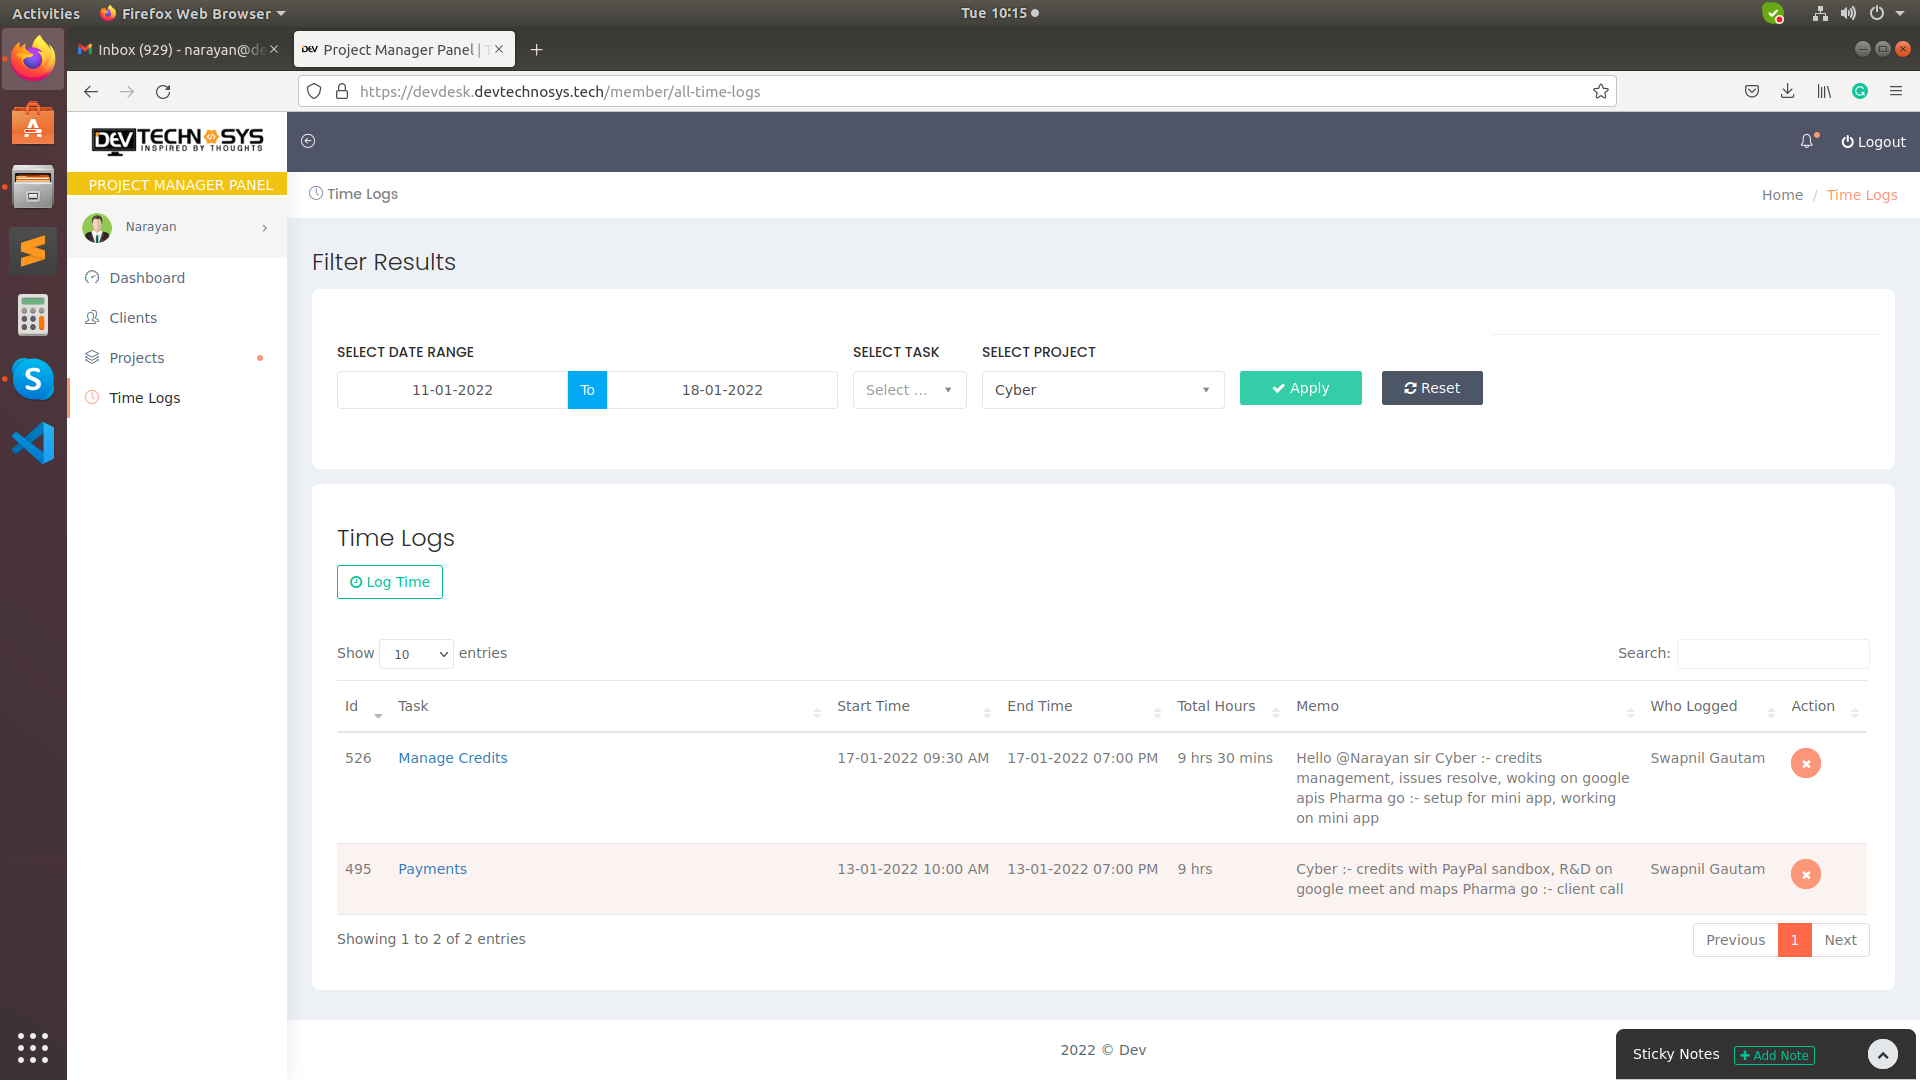 Activities
Firefox Web Browser
Tue 10:15
Inbox (929) - narayan@de
Project Manager Panel | T
https://devdesk.devtechnosys.tech/member/all-time-logs
DEV TECHNOSYS
INSPIRED BY THOUGHTS
Logout
PROJECT MANAGER PANEL
Time Logs
Home / Time Logs
Narayan
Dashboard
Clients
Projects
Time Logs
Filter Results
SELECT DATE RANGE
SELECT TASK
SELECT PROJECT
11-01-2022
To
18-01-2022
Select ...
Cyber
Apply
Reset
Time Logs
Log Time
Show 10 entries
Search:
Id
Task
Start Time
End Time
Total Hours
Memo
Who Logged
Action
526
Manage Credits
17-01-2022 09:30 AM
17-01-2022 07:00 PM
9 hrs 30 mins
Hello @Narayan sir Cyber :- credits
management, issues resolve, woking on google
apis Pharma go :- setup for mini app, working
on mini app
Swapnil Gautam
495
Payments
13-01-2022 10:00 AM
13-01-2022 07:00 PM
9 hrs
Cyber :- credits with PayPal sandbox, R&D on
google meet and maps Pharma go :- client call
Swapnil Gautam
Showing 1 to 2 of 2 entries
Previous
1
Next
2022 © Dev
Sticky Notes
Add Note